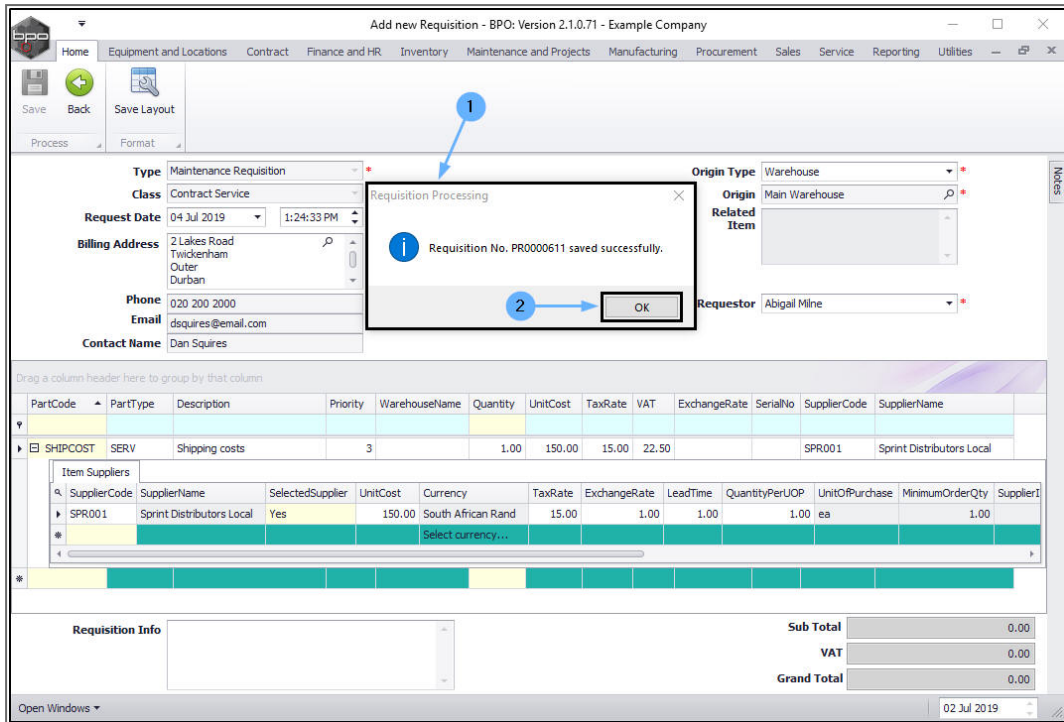 bpo
Add new Requisition - BPO: Version 2.1.0.71 - Example Company
Home Equipment and Locations Contract Finance and HR Inventory Maintenance and Projects Manufacturing Procurement Sales Service Reporting Utilities
Save Back Save Layout
Process Format
1
Type Maintenance Requisition *
Class Contract Service
Request Date 04 Jul 2019 1:24:33 PM
Billing Address 2 Lakes Road
Twickenham
Outer
Durban
Phone 020 200 2000
Email dsquires@email.com
Contact Name Dan Squires
Requisition Processing
Requisition No. PR0000611 saved successfully.
2
OK
Origin Type Warehouse *
Origin Main Warehouse *
Related
Item
Requestor Abigail Milne *
Notes
Drag a column header here to group by that column
PartCode PartType Description Priority WarehouseName Quantity UnitCost TaxRate VAT ExchangeRate SerialNo SupplierCode SupplierName
SHIPCOST SERV Shipping costs 3 1.00 150.00 15.00 22.50 SPR001 Sprint Distributors Local
Item Suppliers
SupplierCode SupplierName SelectedSupplier UnitCost Currency TaxRate ExchangeRate LeadTime QuantityPerUOP UnitOfPurchase MinimumOrderQty SupplierI
SPR001 Sprint Distributors Local Yes 150.00 South African Rand 15.00 1.00 1.00 1.00 ea 1.00
Select currency...
Requisition Info
Sub Total 0.00
VAT 0.00
Grand Total 0.00
Open Windows 02 Jul 2019